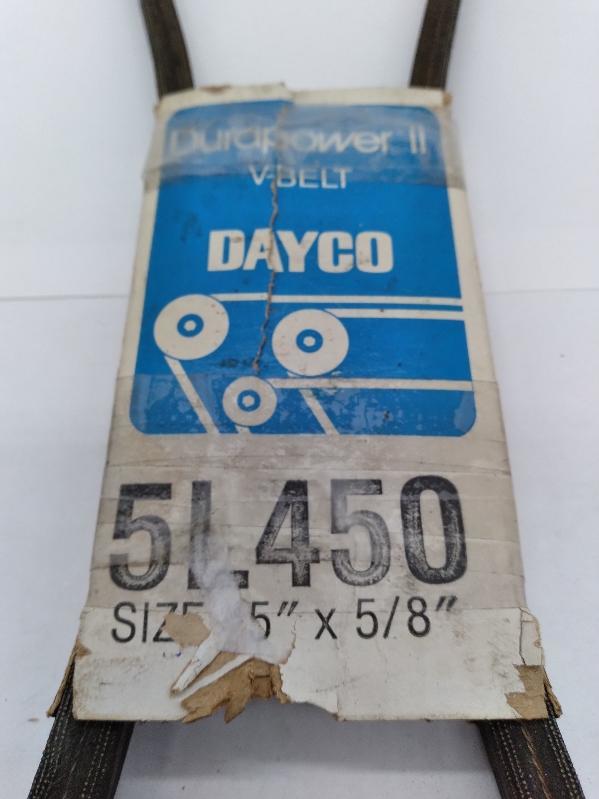 Durapower II
V-BELT
DAYCO
5L450
SIZE 5" x 5/8"